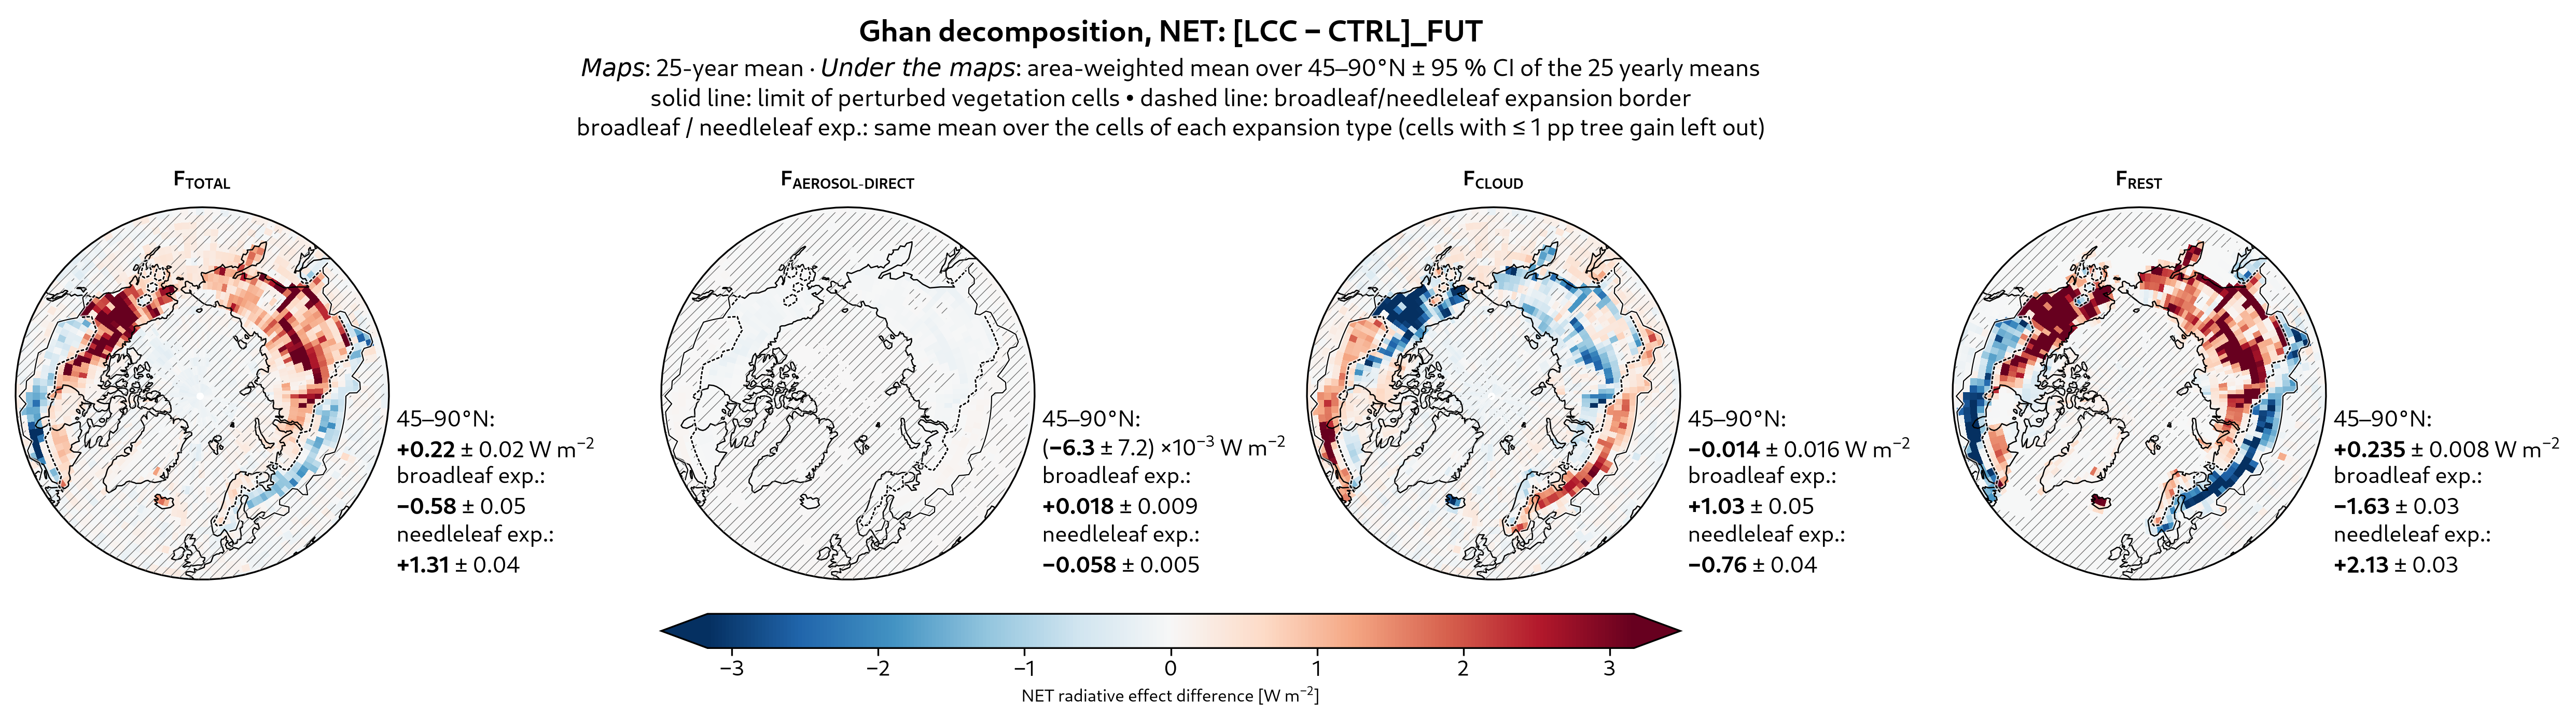 Ghan decomposition, NET: [LCC − CTRL]_FUT
Maps: 25-year mean · Under the maps: area-weighted mean over 45–90°N ± 95 % CI of the 25 yearly means
solid line: limit of perturbed vegetation cells • dashed line: broadleaf/needleleaf expansion border
broadleaf / needleleaf exp.: same mean over the cells of each expansion type (cells with ≤ 1 pp tree gain left out)
F_TOTAL
45–90°N:
+0.22 ± 0.02 W m⁻²
broadleaf exp.:
−0.58 ± 0.05
needleleaf exp.:
+1.31 ± 0.04
F_AEROSOL-DIRECT
45–90°N:
(−6.3 ± 7.2) ×10⁻³ W m⁻²
broadleaf exp.:
+0.018 ± 0.009
needleleaf exp.:
−0.058 ± 0.005
F_CLOUD
45–90°N:
−0.014 ± 0.016 W m⁻²
broadleaf exp.:
+1.03 ± 0.05
needleleaf exp.:
−0.76 ± 0.04
F_REST
45–90°N:
+0.235 ± 0.008 W m⁻²
broadleaf exp.:
−1.63 ± 0.03
needleleaf exp.:
+2.13 ± 0.03
−3 −2 −1 0 1 2 3
NET radiative effect difference [W m⁻²]